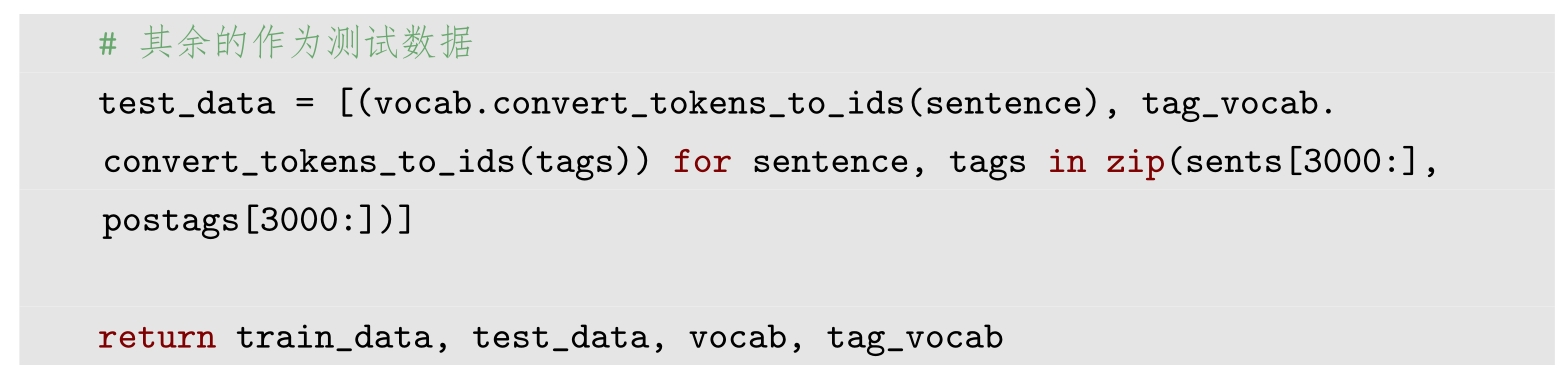 # 其余的作为测试数据
test_data = [(vocab.convert_tokens_to_ids(sentence), tag_vocab.
convert_tokens_to_ids(tags)) for sentence, tags in zip(sents[3000:],
postags[3000:])]
return train_data, test_data, vocab, tag_vocab